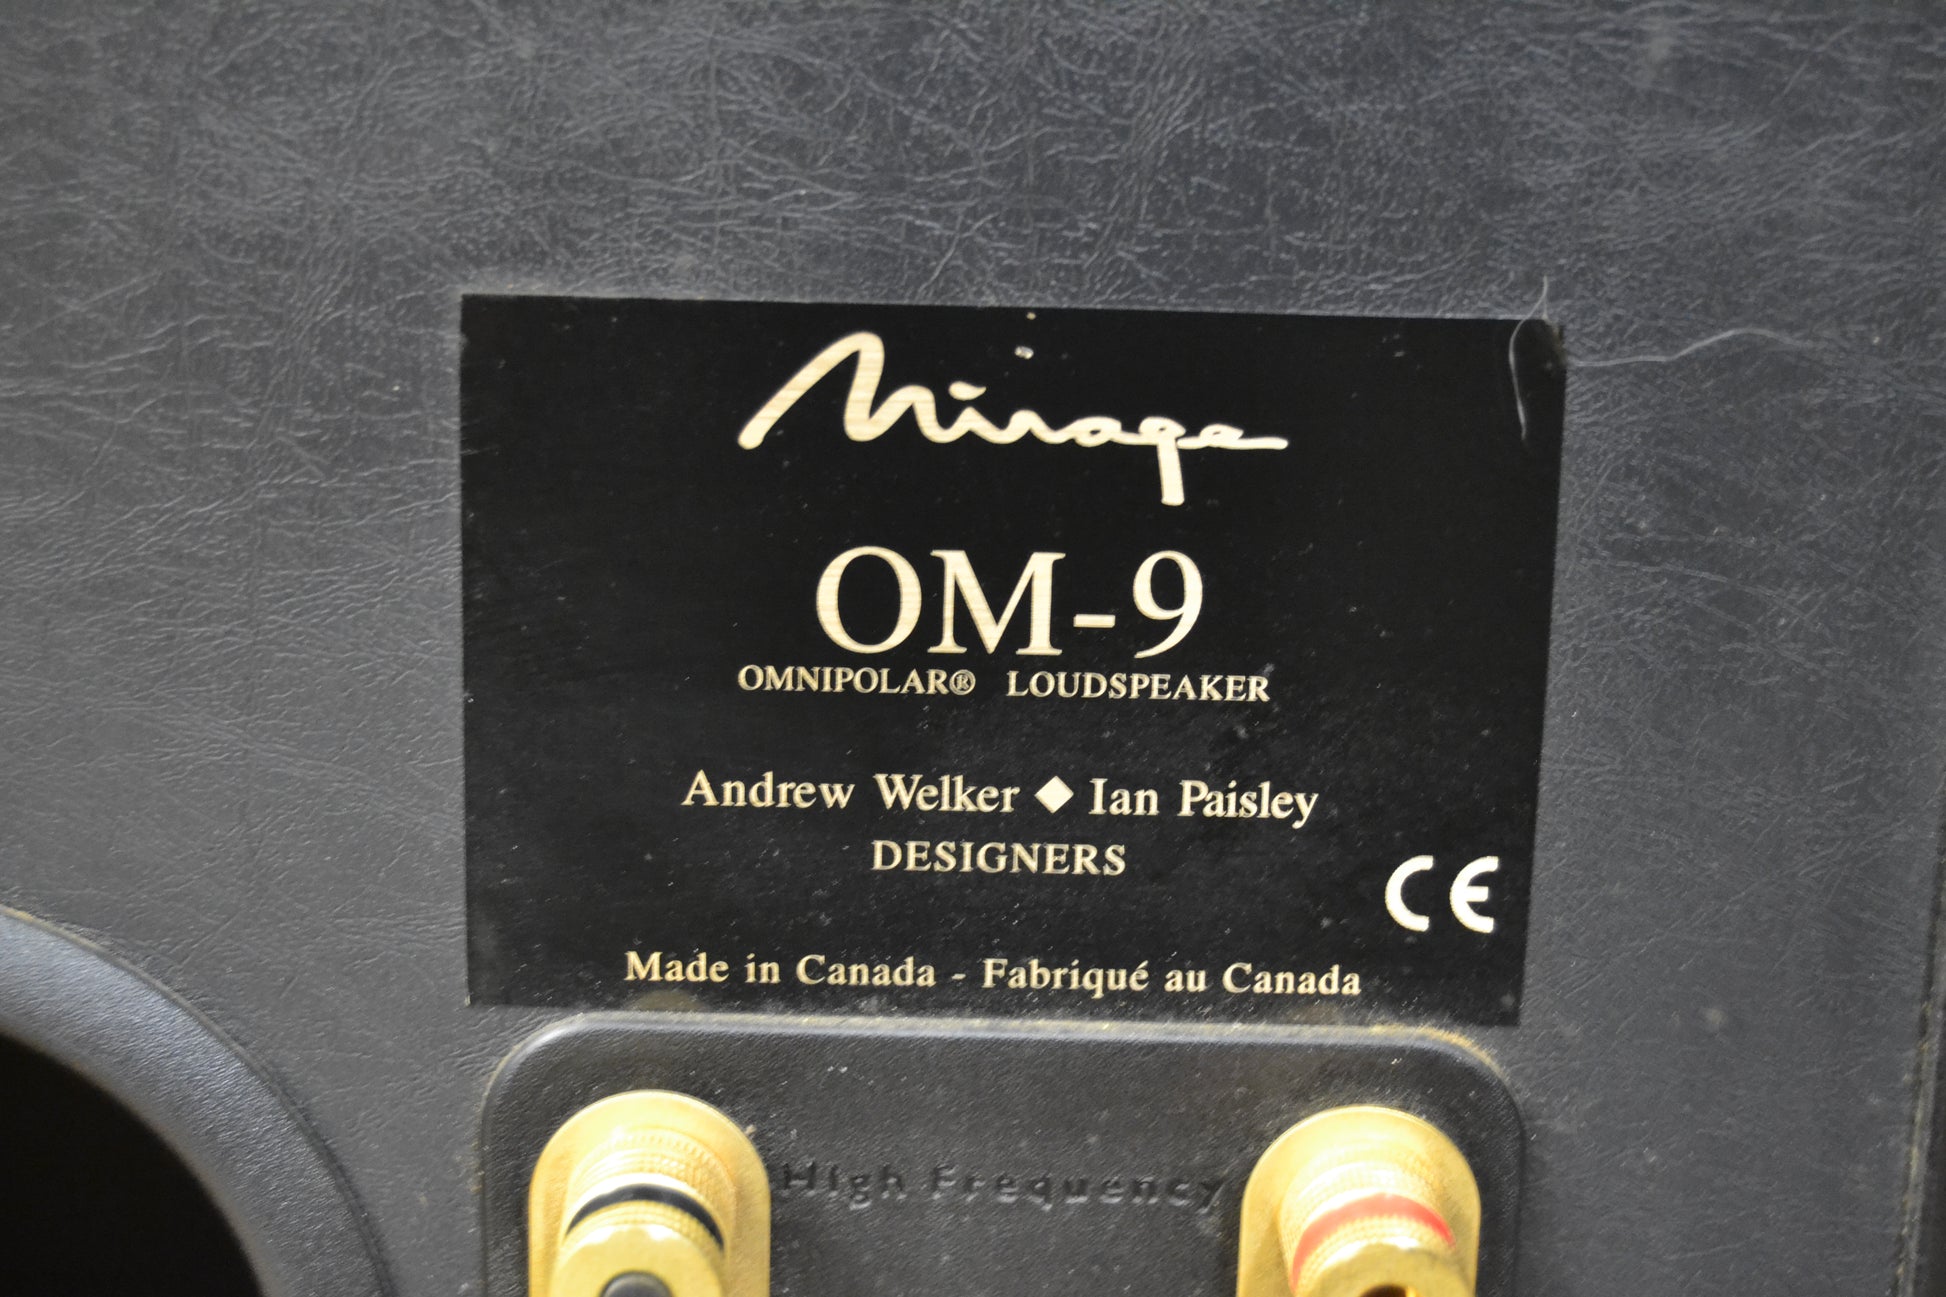 Mirage
OM-9
OMNIPOLAR® LOUDSPEAKER
Andrew Welker ◆ Ian Paisley
DESIGNERS
CE
Made in Canada - Fabriqué au Canada
High Frequency